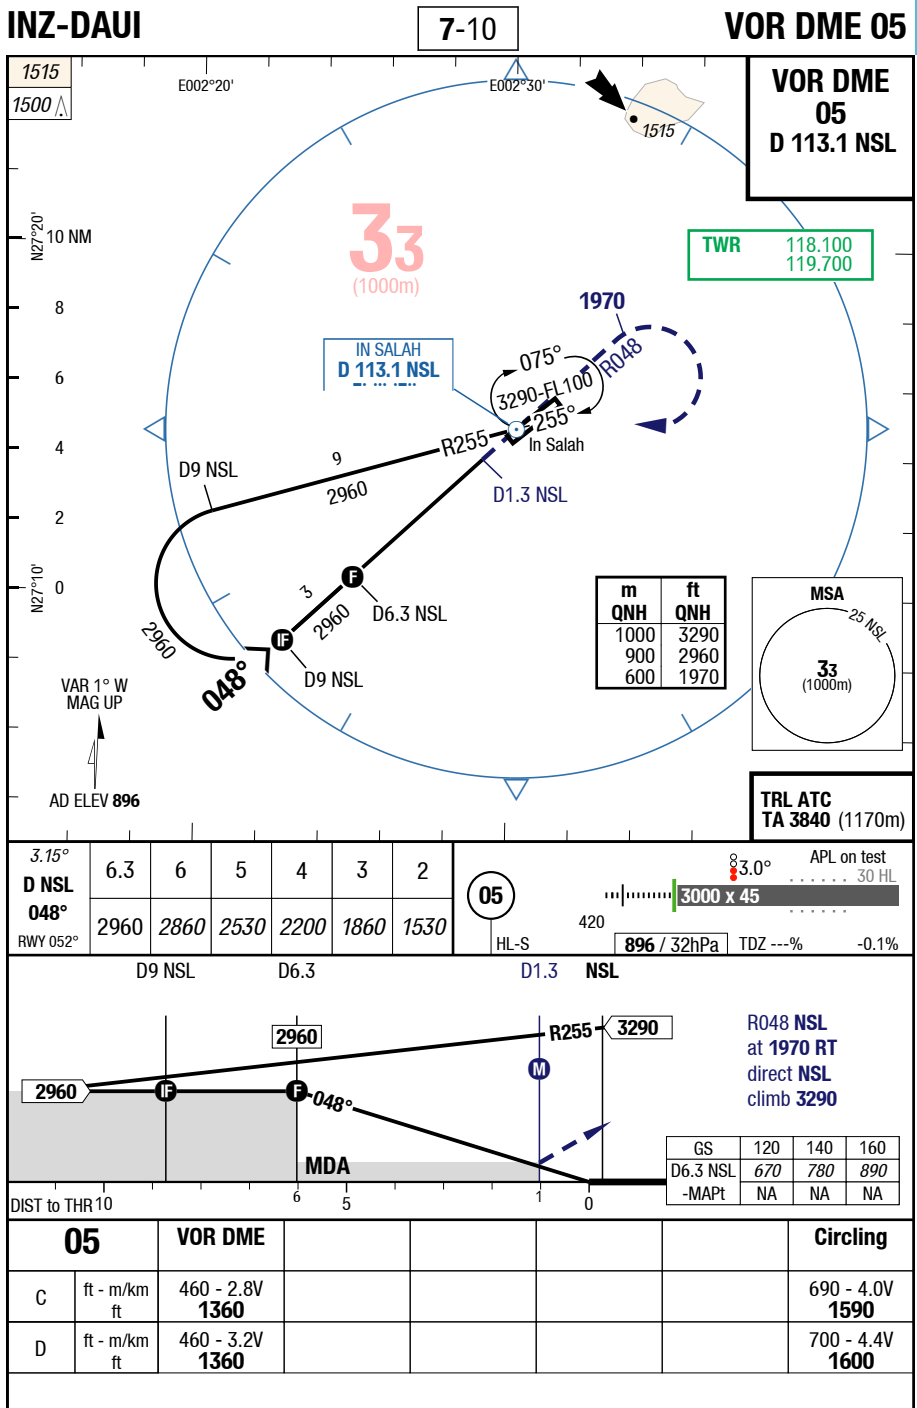 INZ-DAUI
7-10
VOR DME 05
1515
1500
E002°20'
E002°30'
1515
VOR DME
05
D 113.1 NSL
N27°20'
10 NM
33
(1000m)
TWR 118.100
119.700
8
1970
IN SALAH
D 113.1 NSL
075°
R048
3290-FL100
6
255°
R255
In Salah
4
9
D9 NSL
2960
D1.3 NSL
2
N27°10'
0
F
3
D6.3 NSL
2960
2960
IF
D9 NSL
048°
m ft
QNH QNH
1000 3290
900 2960
600 1970
MSA
25 NSL
33
(1000m)
VAR 1° W
MAG UP
AD ELEV 896
TRL ATC
TA 3840 (1170m)
3.15°
D NSL 6.3 6 5 4 3 2
048° 2960 2860 2530 2200 1860 1530
RWY 052°
05
HL-S
420
3.0°
APL on test
30 HL
3000 x 45
896 / 32hPa
TDZ ---%
-0.1%
D9 NSL
D6.3
D1.3
NSL
2960
R255
3290
M
2960
IF
F
048°
MDA
R048 NSL
at 1970 RT
direct NSL
climb 3290
GS 120 140 160
D6.3 NSL 670 780 890
-MAPt NA NA NA
DIST to THR 10 6 5 1 0
05 VOR DME Circling
C ft - m/km 460 - 2.8V 690 - 4.0V
ft 1360 1590
D ft - m/km 460 - 3.2V 700 - 4.4V
ft 1360 1600